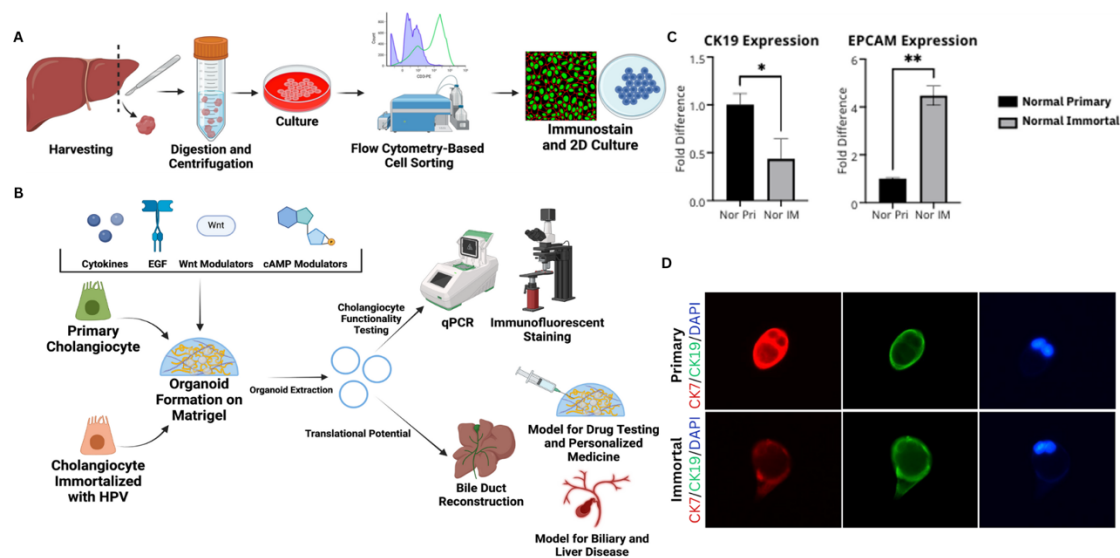 A
Harvesting
Digestion and
Centrifugation
Culture
Count
Flow Cytometry-Based
Cell Sorting
Immunostain
and 2D Culture
B
Cytokines
EGF
Wnt
Wnt Modulators
cAMP Modulators
Primary
Cholangiocyte
Cholangiocyte
Immortalized
with HPV
Organoid
Formation on
Matrigel
Organoid Extraction
Cholangiocyte
Functionality
Testing
Translational Potential
qPCR
Immunofluorescent
Staining
Bile Duct
Reconstruction
Model for Drug Testing
and Personalized
Medicine
Model for Biliary and
Liver Disease
C
CK19 Expression
*
Fold Difference
1.5
1.0
0.5
0.0
Nor Pri
Nor IM
EPCAM Expression
**
Fold Difference
6
4
2
0
Nor Pri
Nor IM
Normal Primary
Normal Immortal
D
Primary
CK7/CK19/DAPI
Immortal
CK7/CK19/DAPI